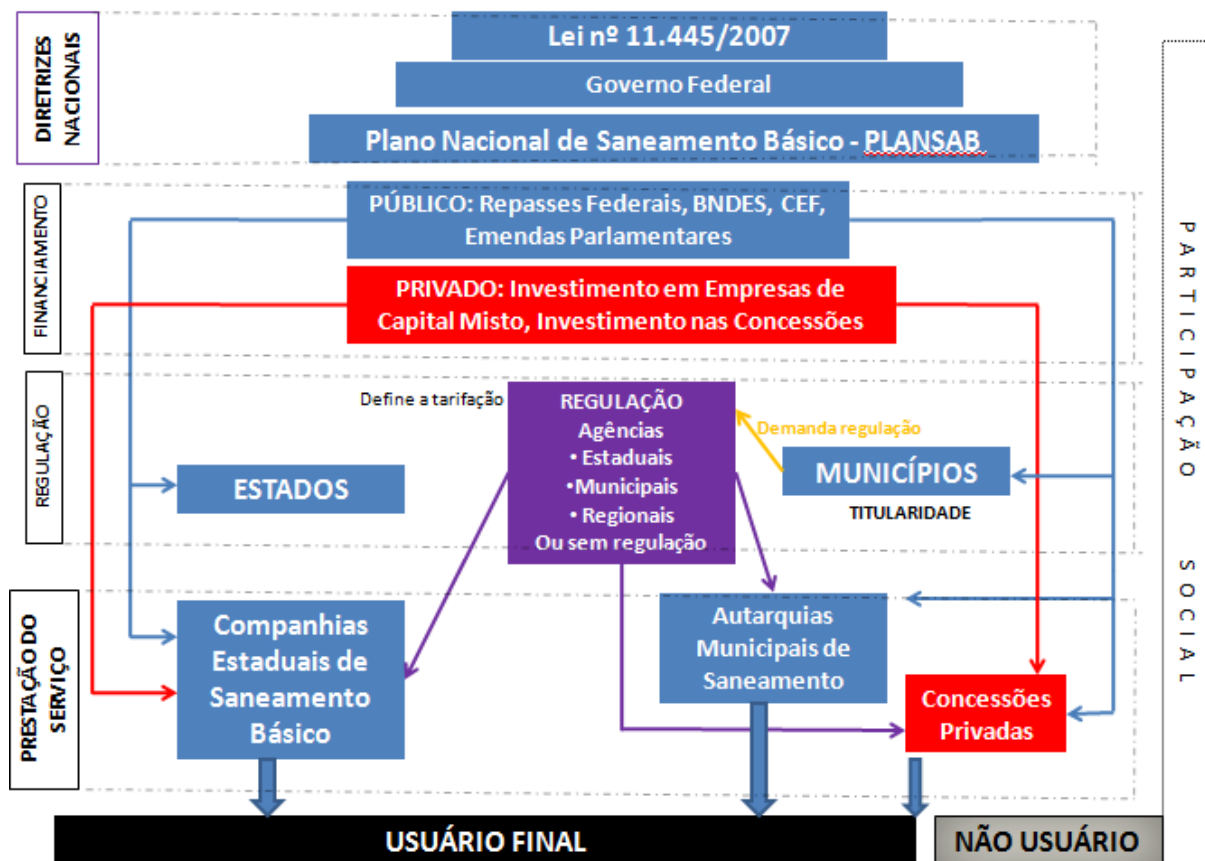 DIRETRIZES
NACIONAIS
Lei nº 11.445/2007
Governo Federal
Plano Nacional de Saneamento Básico - PLANSAB
FINANCIAMENTO
PÚBLICO: Repasses Federais, BNDES, CEF,
Emendas Parlamentares
PRIVADO: Investimento em Empresas de
Capital Misto, Investimento nas Concessões
REGULAÇÃO
Define a tarifação
REGULAÇÃO
Agências
• Estaduais
• Municipais
• Regionais
Ou sem regulação
Demanda regulação
ESTADOS
MUNICÍPIOS
TITULARIDADE
PRESTAÇÃO DO
SERVIÇO
Companhias
Estaduais de
Saneamento
Básico
Autarquias
Municipais de
Saneamento
Concessões
Privadas
USUÁRIO FINAL
NÃO USUÁRIO
PARTICIPAÇÃO SOCIAL